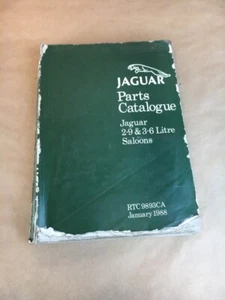 JAGUAR
Parts
Catalogue
Jaguar
2·9 & 3·6 Litre
Saloons
RTC 9893CA
January 1988